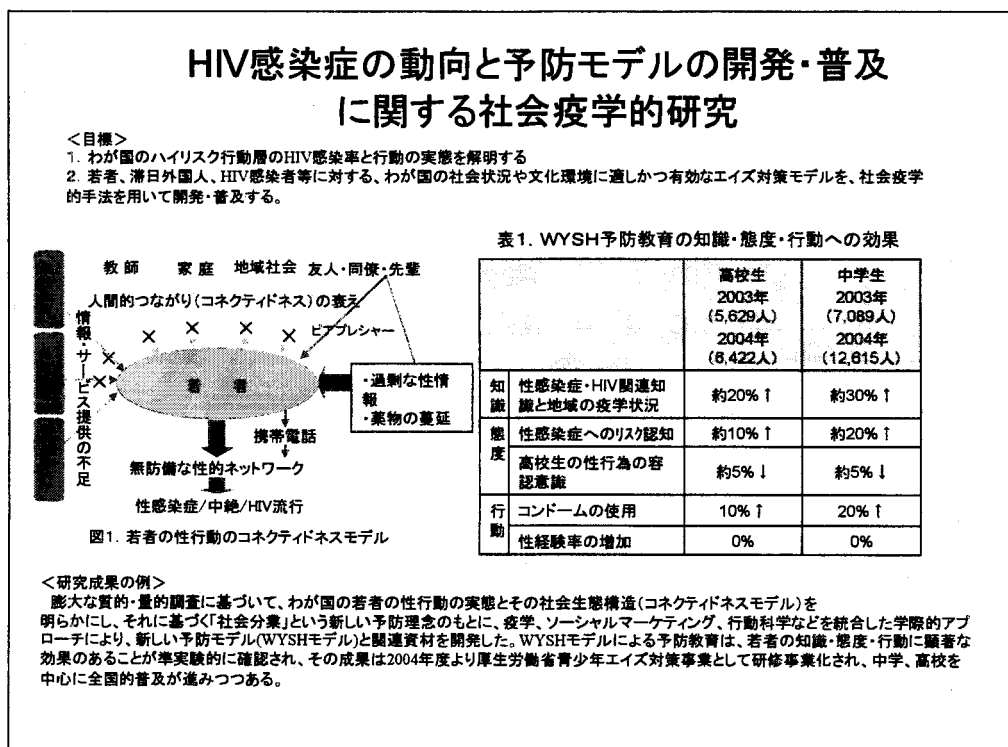 HIV感染症の動向と予防モデルの開発・普及
に関する社会疫学的研究
＜目標＞
1. わが国のハイリスク行動層のHIV感染率と行動の実態を解明する
2. 若者、滞日外国人、HIV感染者等に対する、わが国の社会状況や文化環境に適しかつ有効なエイズ対策モデルを、社会疫学
的手法を用いて開発・普及する。
教師 家庭 地域社会 友人・同僚・先輩
人間的つながり(コネクティドネス)の衰え
ピアプレシャー
情報・サービス提供の不足
若者
・過剰な性情
報
・薬物の蔓延
携帯電話
無防備な性的ネットワーク
性感染症/中絶/HIV流行
図1. 若者の性行動のコネクティドネスモデル
表1. WYSH予防教育の知識・態度・行動への効果
高校生 中学生
2003年 2003年
(5,629人) (7,089人)
2004年 2004年
(6,422人) (12,615人)
知識 性感染症・HIV関連知
識と地域の疫学状況 約20%↑ 約30%↑
態度 性感染症へのリスク認知 約10%↑ 約20%↑
高校生の性行為の容
認意識 約5%↓ 約5%↓
行動 コンドームの使用 10%↑ 20%↑
性経験率の増加 0% 0%
＜研究成果の例＞
膨大な質的・量的調査に基づいて、わが国の若者の性行動の実態とその社会生態構造(コネクティドネスモデル)を
明らかにし、それに基づく「社会分業」という新しい予防理念のもとに、疫学、ソーシャルマーケティング、行動科学などを統合した学際的アプ
ローチにより、新しい予防モデル(WYSHモデル)と関連資材を開発した。WYSHモデルによる予防教育は、若者の知識・態度・行動に顕著な
効果のあることが準実験的に確認され、その成果は2004年度より厚生労働省青少年エイズ対策事業として研修事業化され、中学、高校を
中心に全国的普及が進みつつある。